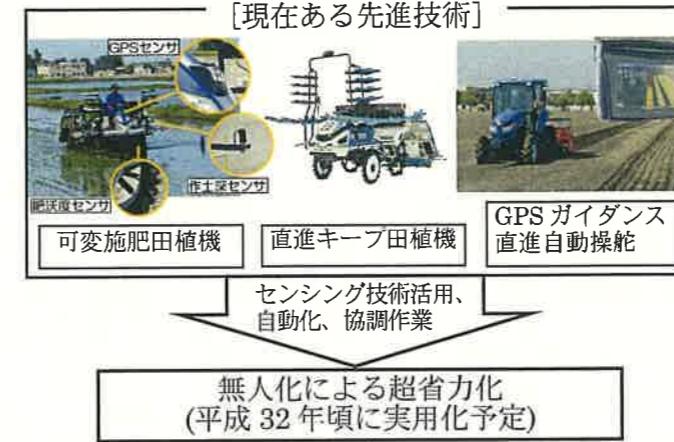 [現在ある先進技術]
GPSセンサ
作土深センサ
肥沃度センサ
可変施肥田植機
直進キープ田植機
GPS ガイダンス
直進自動操舵
センシング技術活用、
自動化、協調作業
無人化による超省力化
(平成 32 年頃に実用化予定)